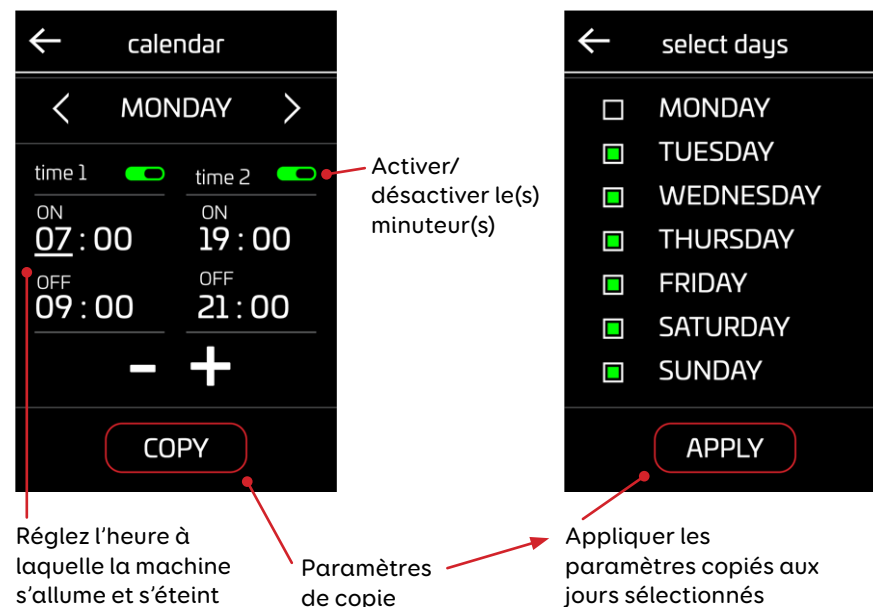 calendar
MONDAY
time 1
time 2
ON
ON
07:00
19:00
OFF
OFF
09:00
21:00
- +
COPY
Activer/
désactiver le(s)
minuteur(s)
select days
MONDAY
TUESDAY
WEDNESDAY
THURSDAY
FRIDAY
SATURDAY
SUNDAY
APPLY
Réglez l’heure à
laquelle la machine
s’allume et s’éteint
Paramètres
de copie
Appliquer les
paramètres copiés aux
jours sélectionnés